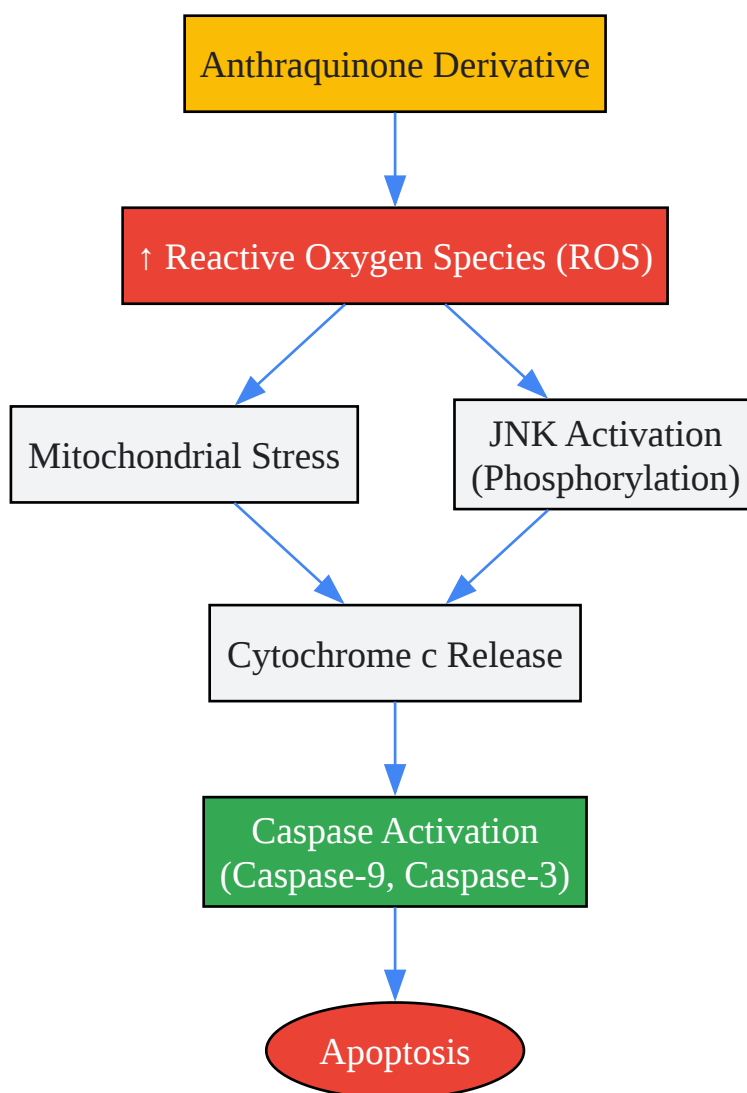 Anthraquinone Derivative
↑ Reactive Oxygen Species (ROS)
Mitochondrial Stress
JNK Activation
(Phosphorylation)
Cytochrome c Release
Caspase Activation
(Caspase-9, Caspase-3)
Apoptosis